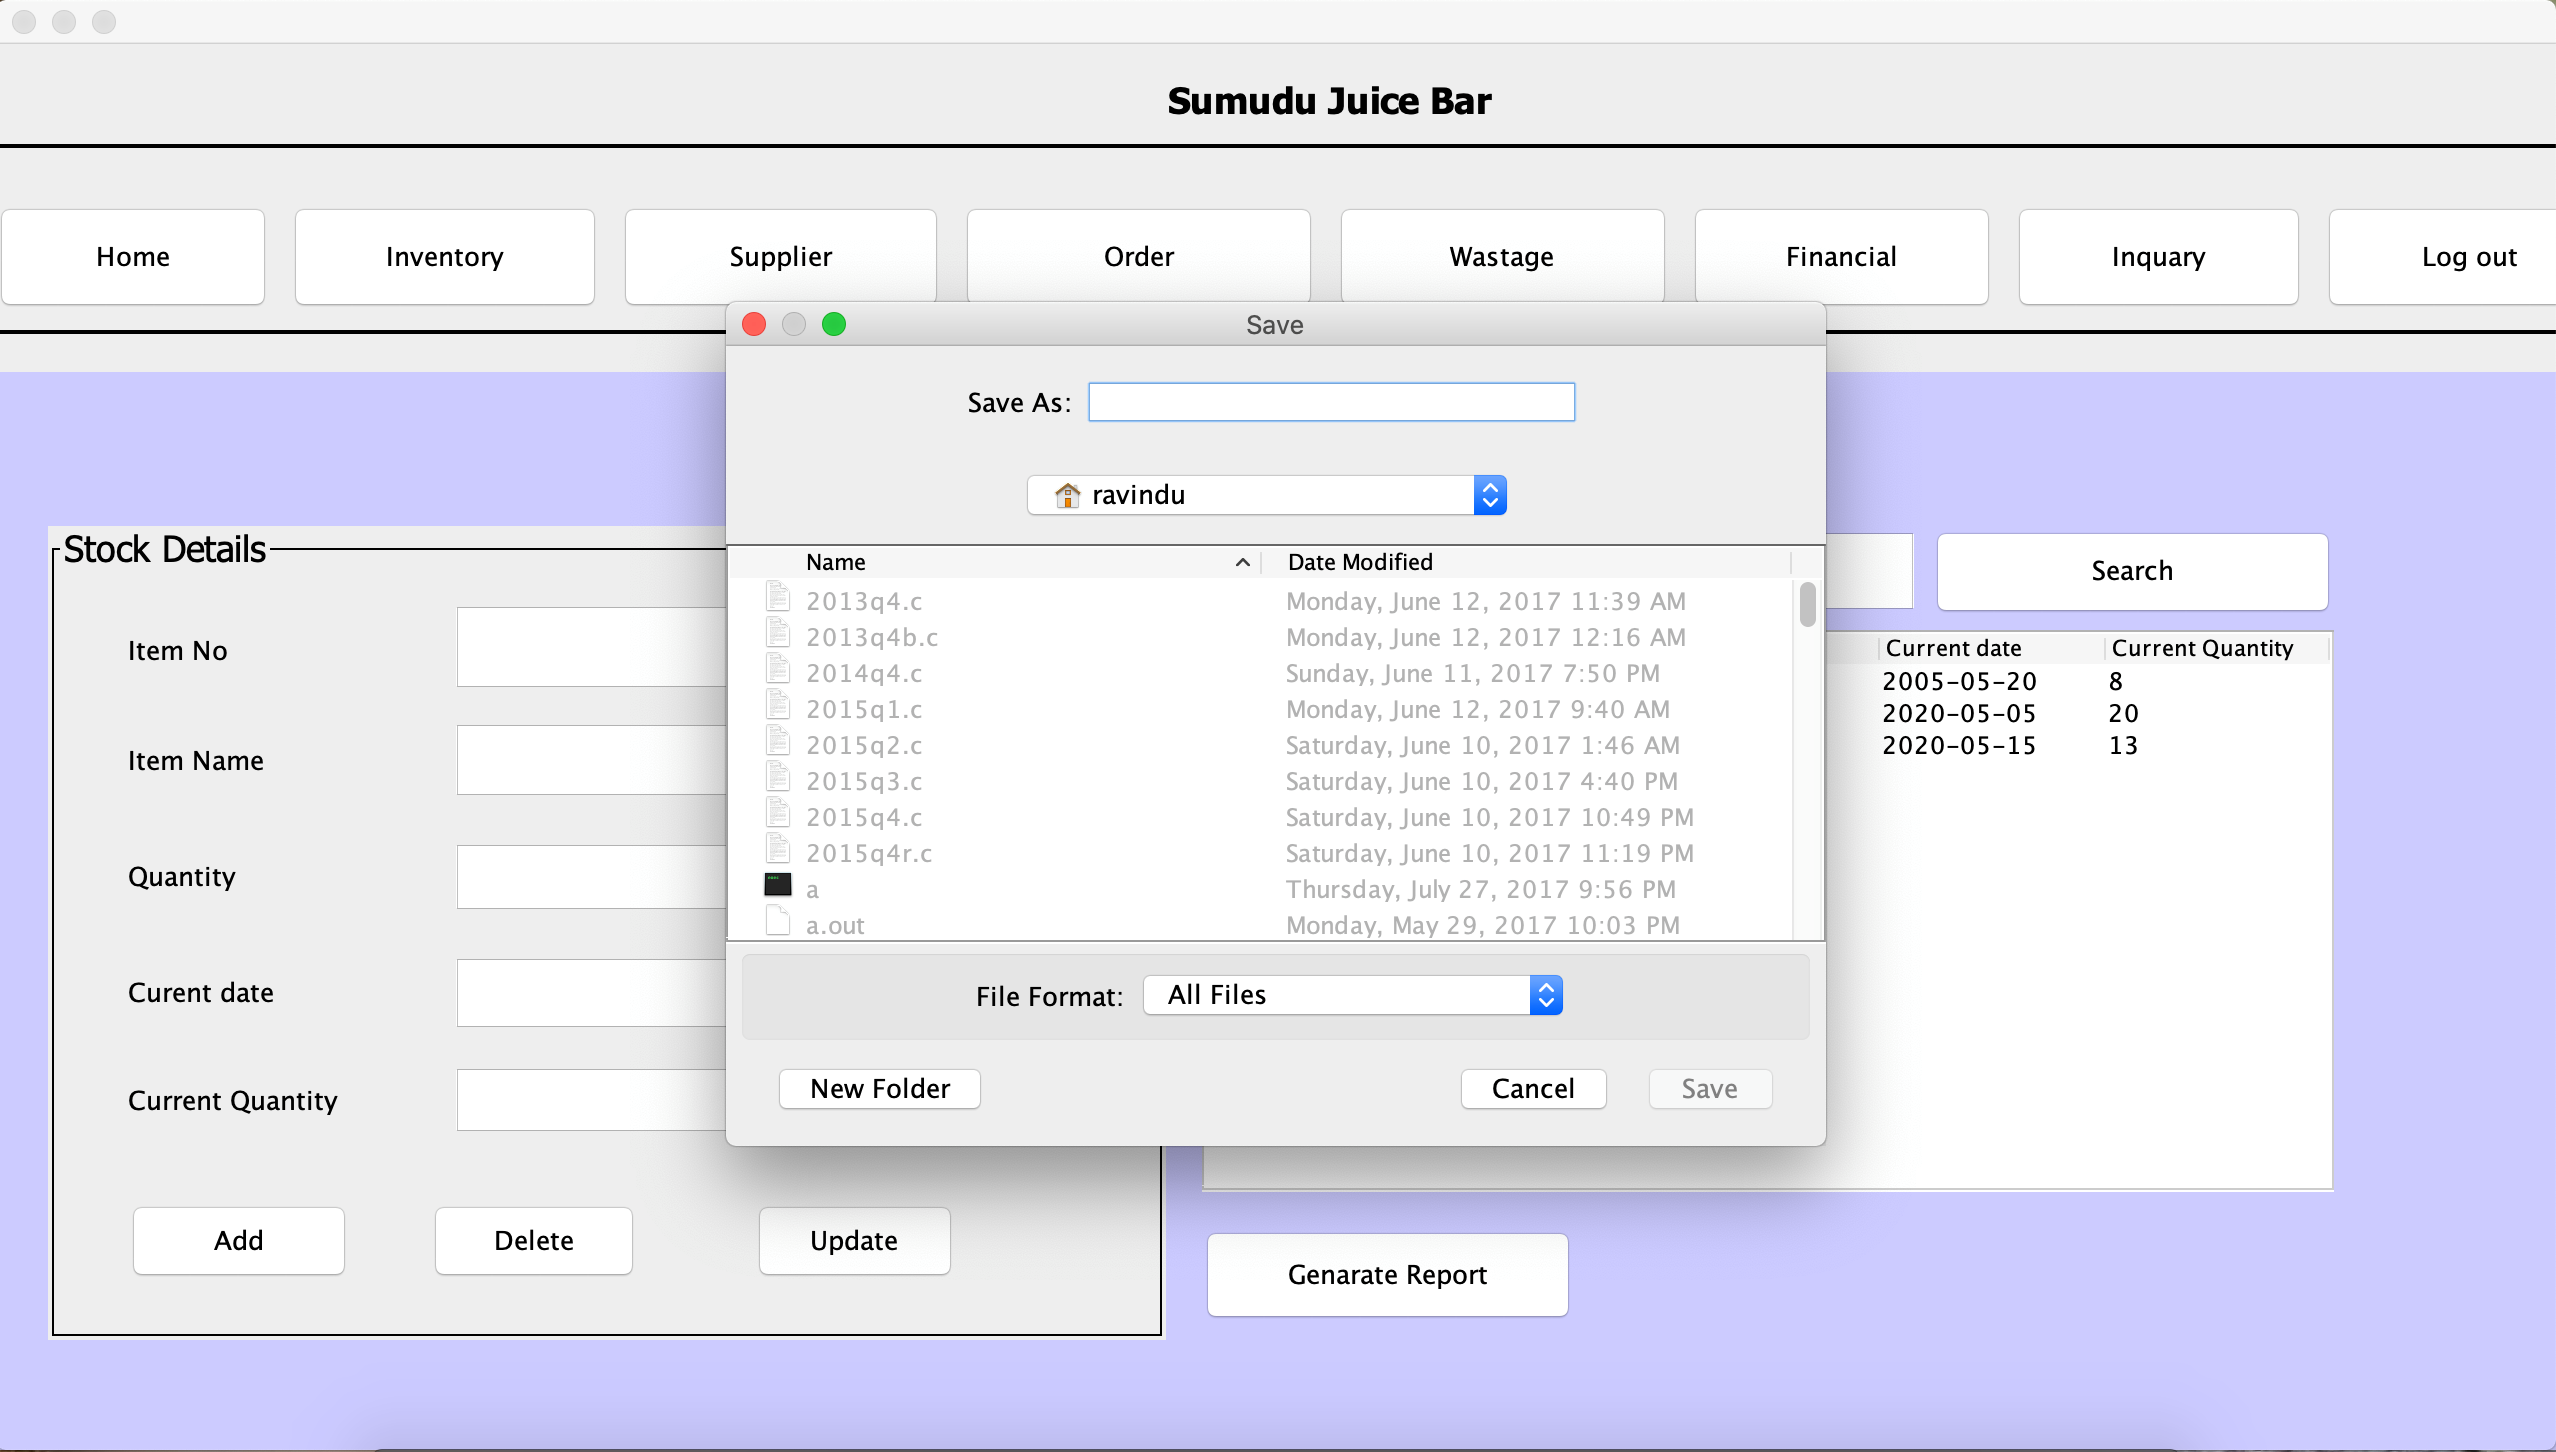 Sumudu Juice Bar
Home Inventory Supplier Order Wastage Financial Inquary Log out
Save
Save As:
ravindu
Name Date Modified
2013q4.c Monday, June 12, 2017 11:39 AM
2013q4b.c Monday, June 12, 2017 12:16 AM
2014q4.c Sunday, June 11, 2017 7:50 PM
2015q1.c Monday, June 12, 2017 9:40 AM
2015q2.c Saturday, June 10, 2017 1:46 AM
2015q3.c Saturday, June 10, 2017 4:40 PM
2015q4.c Saturday, June 10, 2017 10:49 PM
2015q4r.c Saturday, June 10, 2017 11:19 PM
a Thursday, July 27, 2017 9:56 PM
a.out Monday, May 29, 2017 10:03 PM
File Format: All Files
New Folder Cancel Save
Stock Details
Item No
Item Name
Quantity
Curent date
Current Quantity
Add Delete Update
Search
Current date Current Quantity
2005-05-20 8
2020-05-05 20
2020-05-15 13
Genarate Report